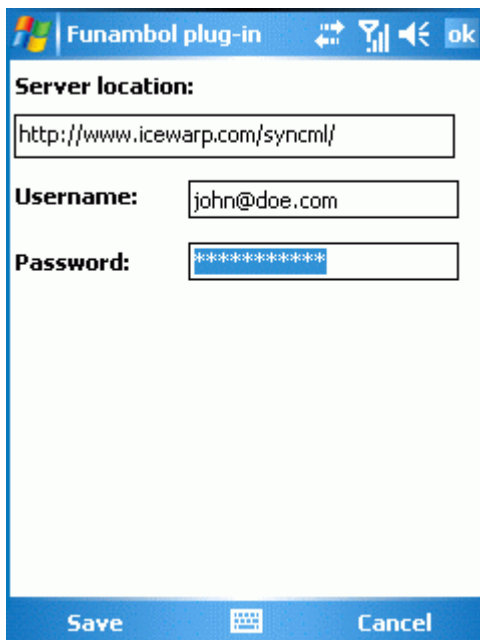 Funambol plug-in ok
Server location:
http://www.icewarp.com/syncml/
Username: john@doe.com
Password: ***********
Save Cancel